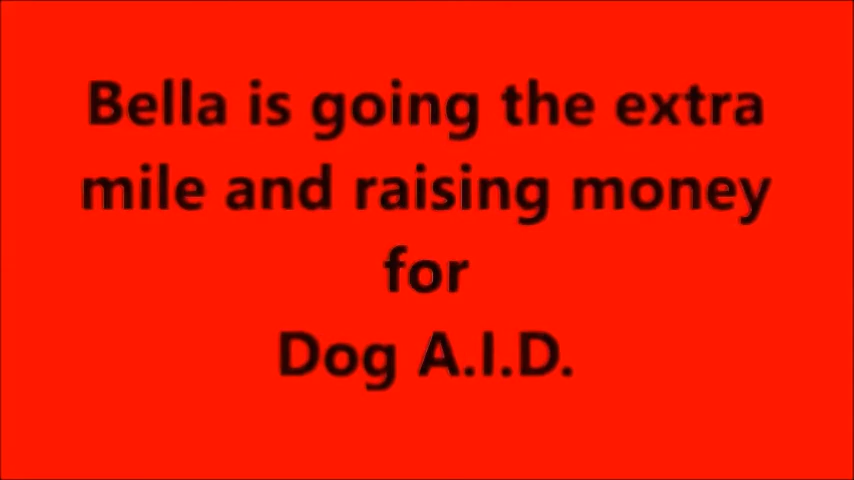 Bella is going the extra
mile and raising money
for
Dog A.I.D.